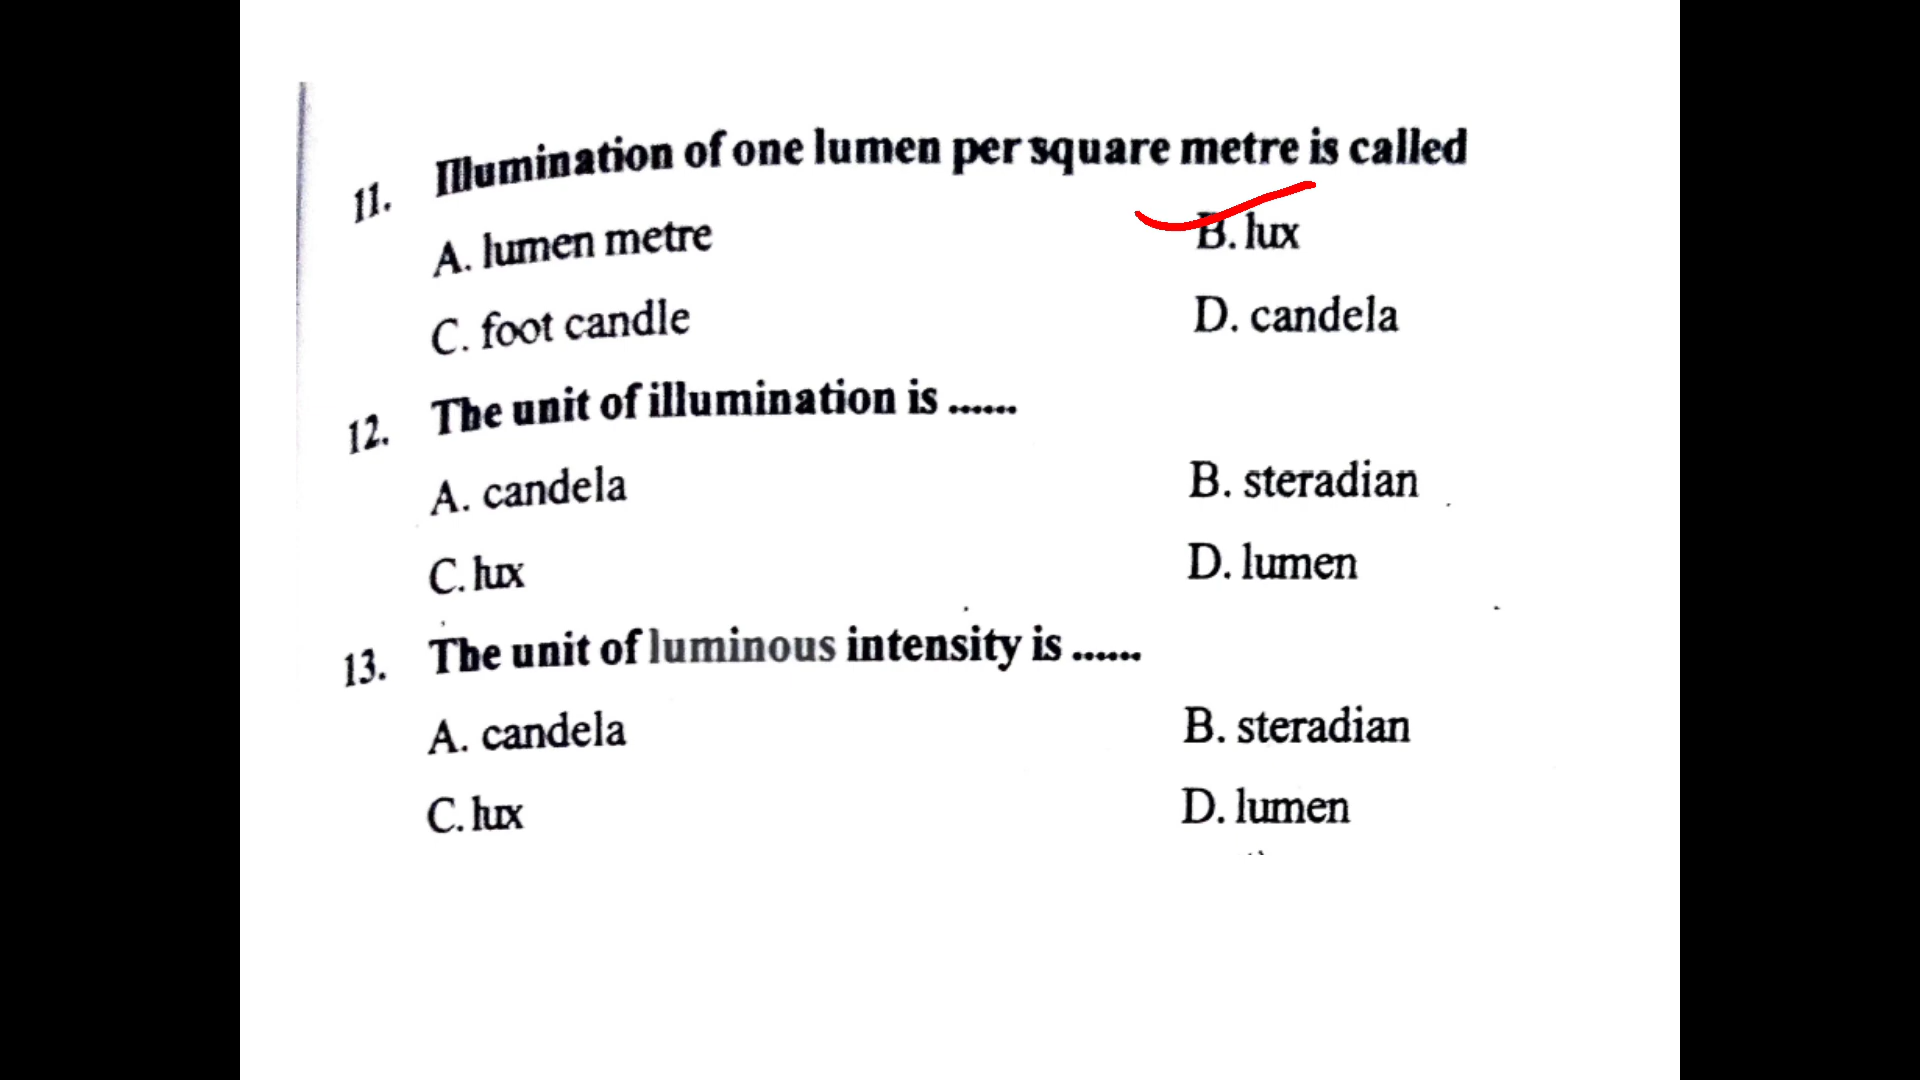 11. Illumination of one lumen per square metre is called
A. lumen metre B. lux
C. foot candle D. candela
12. The unit of illumination is ......
A. candela B. steradian
C. lux D. lumen
13. The unit of luminous intensity is ......
A. candela B. steradian
C. lux D. lumen